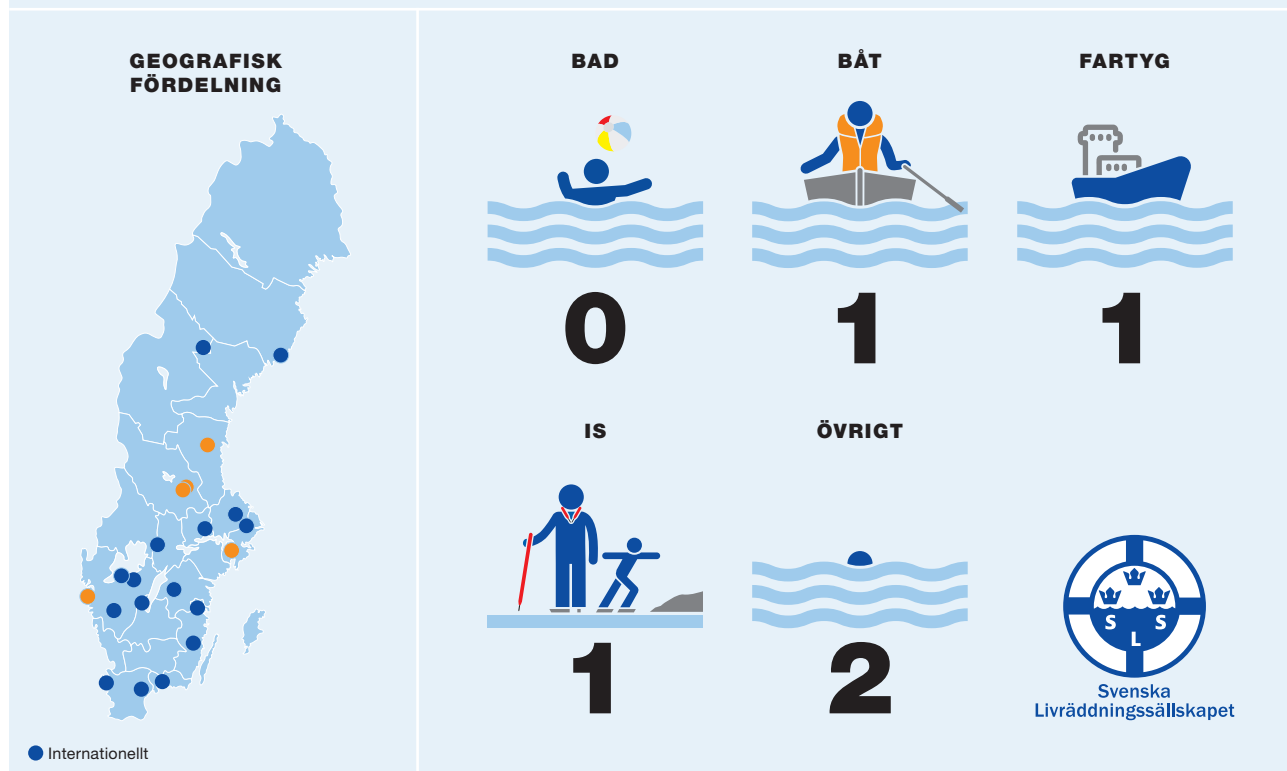 GEOGRAFISK
FÖRDELNING
Internationellt
BAD
0
BÅT
1
FARTYG
1
IS
1
ÖVRIGT
2
S L S
Svenska
Livräddningssällskapet